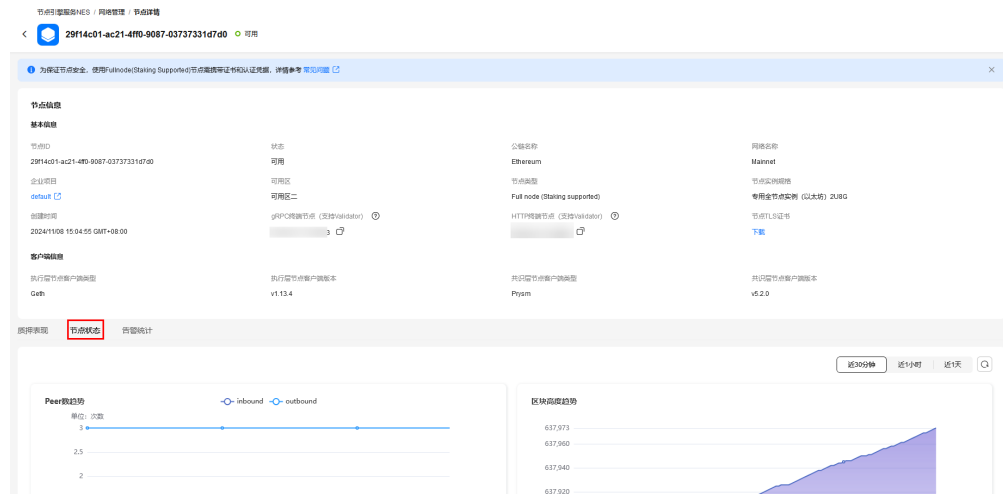 节点引擎服务NES / 网络管理 / 节点详情
29f14c01-ac21-4ff0-9087-03737331d7d0 可用
为保证节点安全，使用Fullnode(Staking Supported)节点需携带证书和认证凭据，详情参考 常见问题
节点信息
基本信息
节点ID 状态 公链名称 网络名称
29f14c01-ac21-4ff0-9087-03737331d7d0 可用 Ethereum Mainnet
企业项目 可用区 节点类型 节点实例规格
default 可用区二 Full node (Staking supported) 专用全节点实例（以太坊）2U8G
创建时间 gRPC终端节点（支持Validator） HTTP终端节点（支持Validator） 节点TLS证书
2024/11/08 15:04:55 GMT+08:00 3 下载
客户端信息
执行层节点客户端类型 执行层节点客户端版本 共识层节点客户端类型 共识层节点客户端版本
Geth v1.13.4 Prysm v5.2.0
质押表现 节点状态 告警统计
近30分钟 近1小时 近1天
Peer数趋势 inbound outbound
单位：次数
3
2.5
2
区块高度趋势
637,973
637,960
637,940
637,920